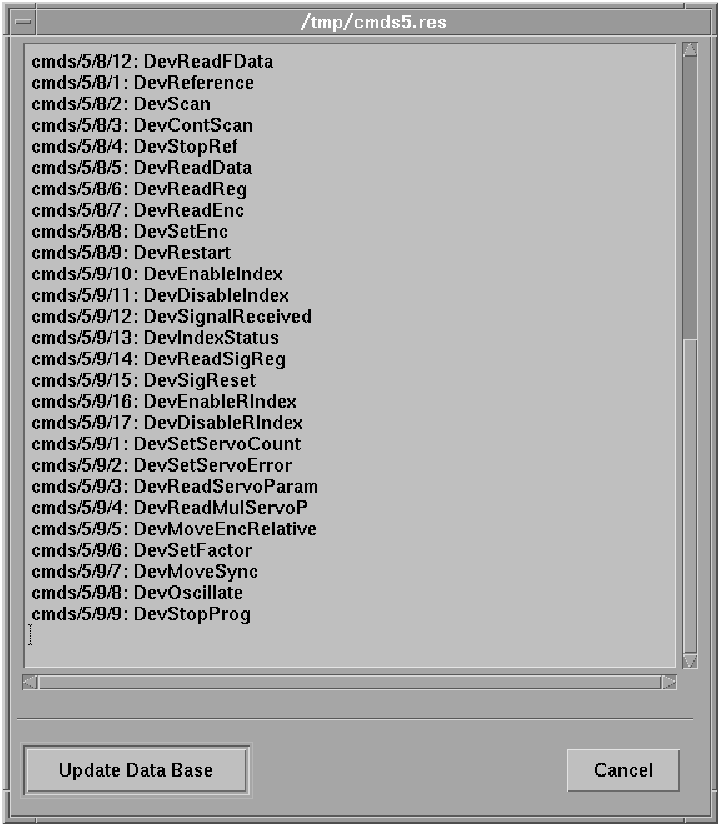 /tmp/cmds5.res
cmds/5/8/12: DevReadFData
cmds/5/8/1: DevReference
cmds/5/8/2: DevScan
cmds/5/8/3: DevContScan
cmds/5/8/4: DevStopRef
cmds/5/8/5: DevReadData
cmds/5/8/6: DevReadReg
cmds/5/8/7: DevReadEnc
cmds/5/8/8: DevSetEnc
cmds/5/8/9: DevRestart
cmds/5/9/10: DevEnableIndex
cmds/5/9/11: DevDisableIndex
cmds/5/9/12: DevSignalReceived
cmds/5/9/13: DevIndexStatus
cmds/5/9/14: DevReadSigReg
cmds/5/9/15: DevSigReset
cmds/5/9/16: DevEnableRIndex
cmds/5/9/17: DevDisableRIndex
cmds/5/9/1: DevSetServoCount
cmds/5/9/2: DevSetServoError
cmds/5/9/3: DevReadServoParam
cmds/5/9/4: DevReadMulServoP
cmds/5/9/5: DevMoveEncRelative
cmds/5/9/6: DevSetFactor
cmds/5/9/7: DevMoveSync
cmds/5/9/8: DevOscillate
cmds/5/9/9: DevStopProg
Update Data Base
Cancel